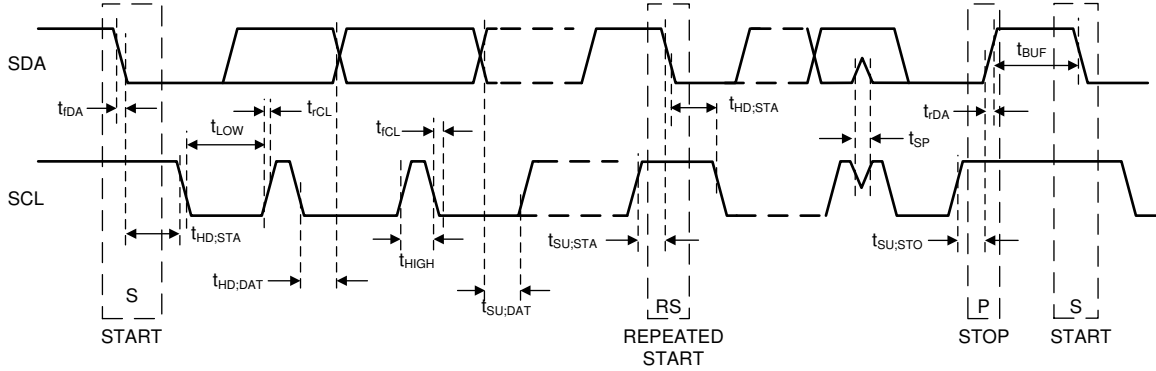 SDA
t_BUF
t_fDA
t_rCL
t_LOW
t_fCL
t_HD;STA
t_rDA
t_SP
SCL
t_HD;STA
t_SU;STA
t_SU;STO
t_HIGH
t_HD;DAT
t_SU;DAT
S
RS
P
S
START
REPEATED
START
STOP
START